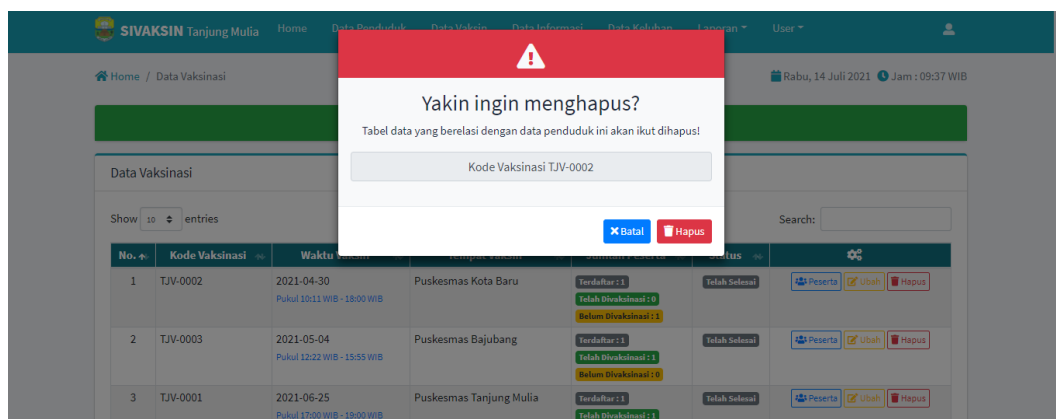 SIVAKSIN Tanjung Mulia Home Data Penduduk Data Vaksin Data Informasi Data Keluhan Laporan User
Home / Data Vaksinasi Rabu, 14 Juli 2021 Jam : 09:37 WIB
Yakin ingin menghapus?
Tabel data yang berelasi dengan data penduduk ini akan ikut dihapus!
Kode Vaksinasi TJV-0002
Batal Hapus
Data Vaksinasi
Show 10 entries Search:
No. Kode Vaksinasi Waktu Vaksin Tempat Vaksin Jumlah Peserta Status
1 TJV-0002 2021-04-30 Puskesmas Kota Baru Terdaftar : 1 Telah Selesai Peserta Ubah Hapus
Pukul 10:11 WIB - 18:00 WIB Telah Divaksinasi : 0
Belum Divaksinasi : 1
2 TJV-0003 2021-05-04 Puskesmas Bajubang Terdaftar : 1 Telah Selesai Peserta Ubah Hapus
Pukul 12:22 WIB - 15:55 WIB Telah Divaksinasi : 1
Belum Divaksinasi : 0
3 TJV-0001 2021-06-25 Puskesmas Tanjung Mulia Terdaftar : 1 Telah Selesai Peserta Ubah Hapus
Pukul 17:00 WIB - 19:00 WIB Telah Divaksinasi : 1